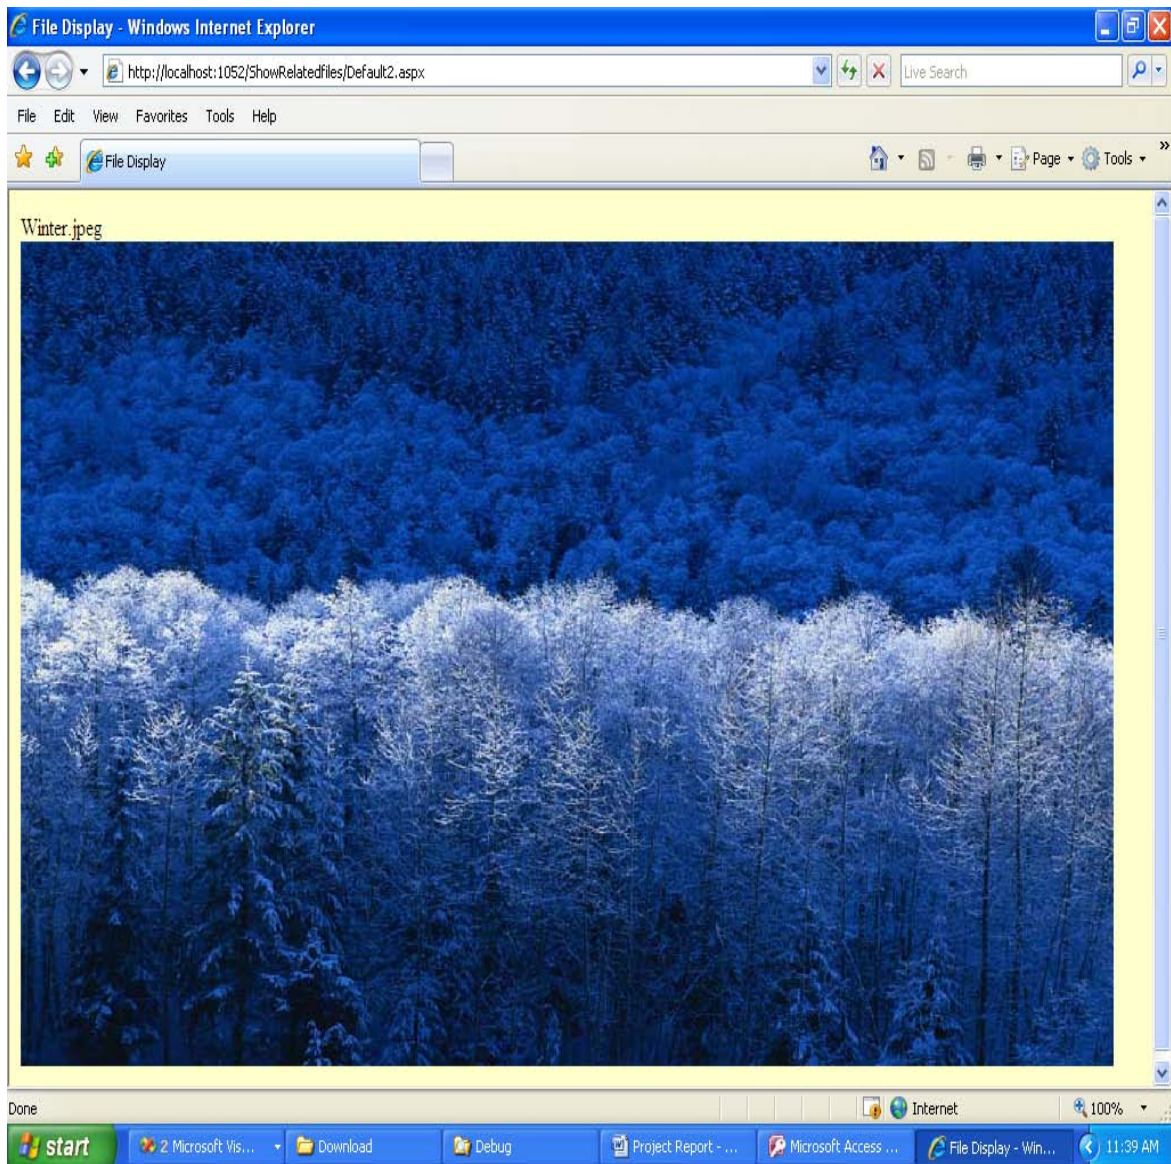 File Display - Windows Internet Explorer
http://localhost:1052/ShowRelatedfiles/Default2.aspx
Live Search
File Edit View Favorites Tools Help
File Display
Page Tools
Winter.jpeg
Done
Internet
100%
start
2 Microsoft Vis...
Download
Debug
Project Report - ...
Microsoft Access ...
File Display - Win...
11:39 AM